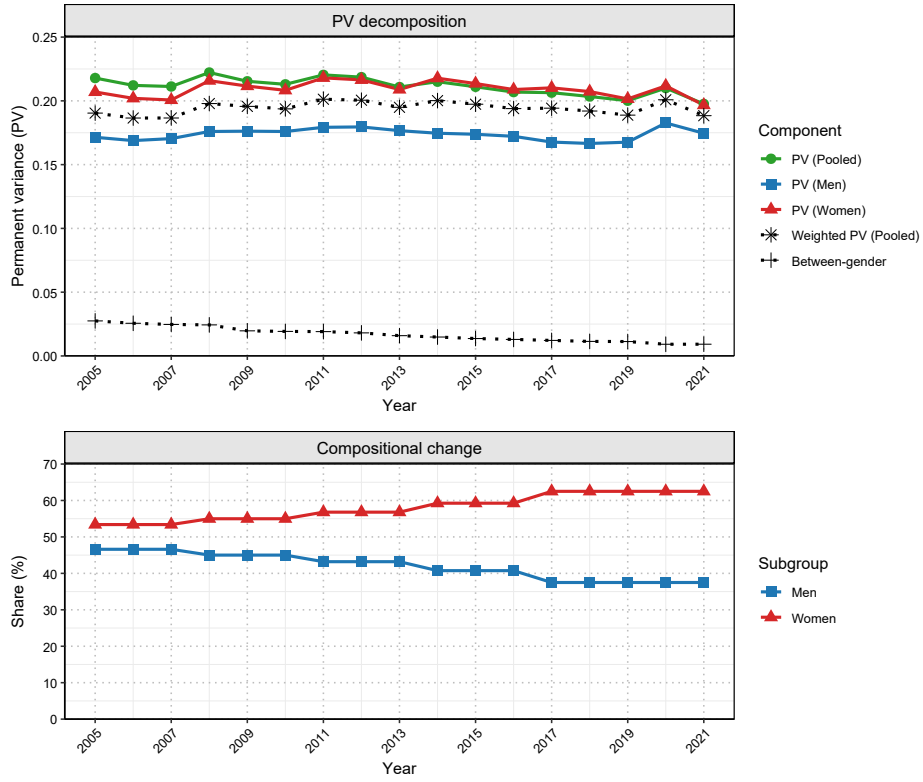 PV decomposition
0.25
0.20
0.15
0.10
0.05
0.00
Permanent variance (PV)
2005
2007
2009
2011
2013
2015
2017
2019
2021
Year
Component
PV (Pooled)
PV (Men)
PV (Women)
Weighted PV (Pooled)
Between-gender
Compositional change
70
60
50
40
30
20
10
0
Share (%)
2005
2007
2009
2011
2013
2015
2017
2019
2021
Year
Subgroup
Men
Women